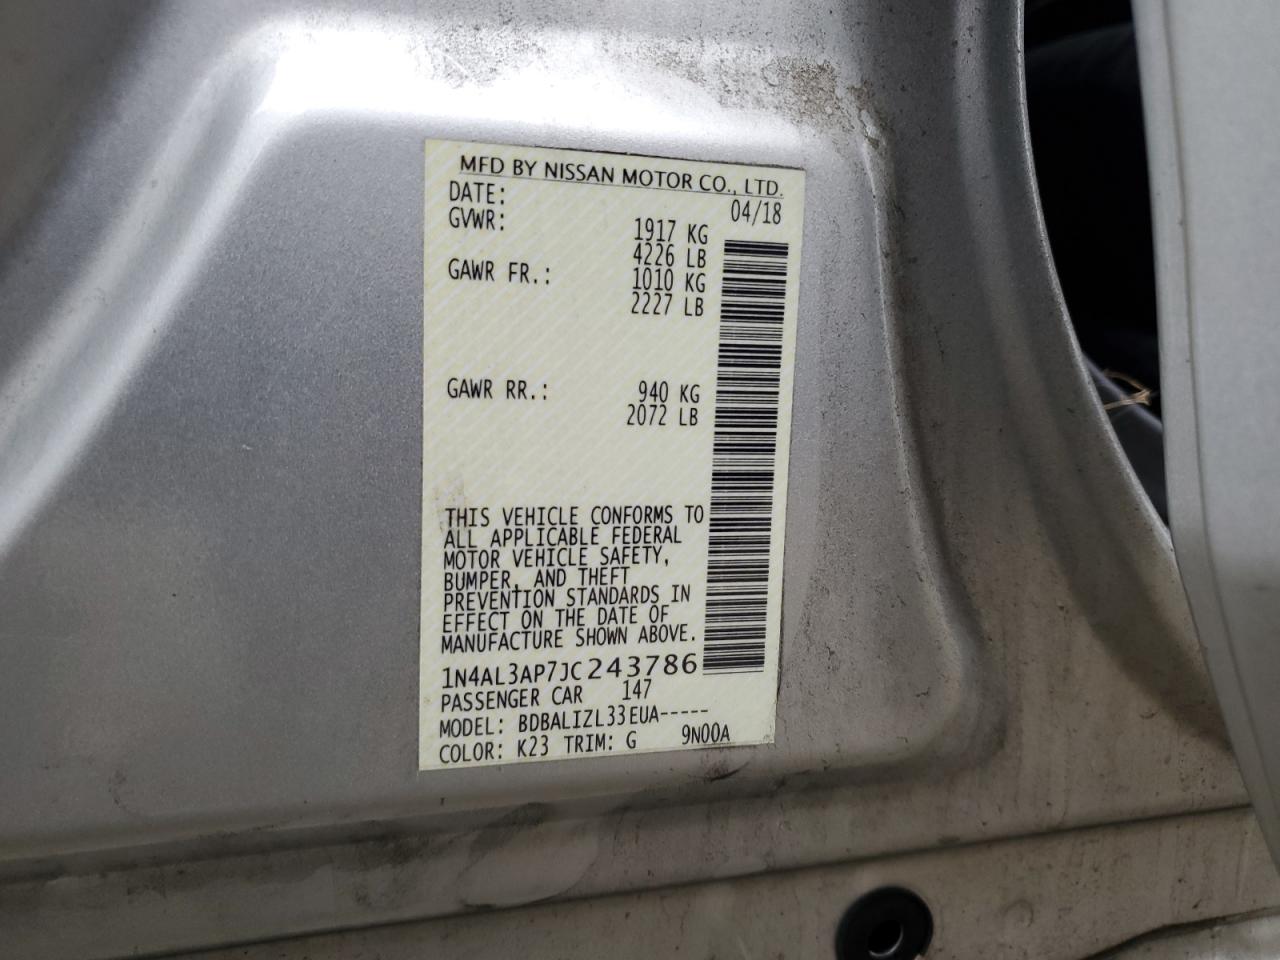 MFD BY NISSAN MOTOR CO., LTD.
DATE: 04/18
GVWR: 1917 KG
4226 LB
GAWR FR.: 1010 KG
2227 LB
GAWR RR.: 940 KG
2072 LB
THIS VEHICLE CONFORMS TO
ALL APPLICABLE FEDERAL
MOTOR VEHICLE SAFETY,
BUMPER, AND THEFT
PREVENTION STANDARDS IN
EFFECT ON THE DATE OF
MANUFACTURE SHOWN ABOVE.
1N4AL3AP7JC243786
PASSENGER CAR 147
MODEL: BDBALIZL33EUA-----
COLOR: K23 TRIM: G 9N00A